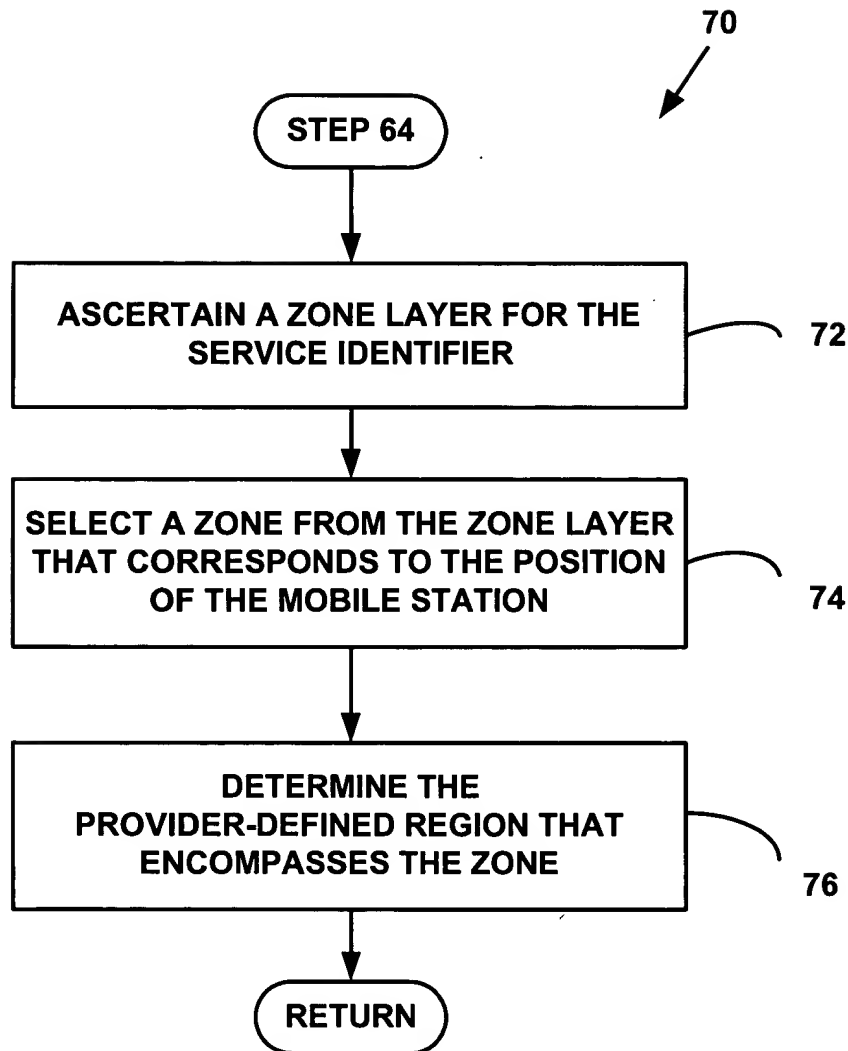 70
STEP 64
ASCERTAIN A ZONE LAYER FOR THE
SERVICE IDENTIFIER
72
SELECT A ZONE FROM THE ZONE LAYER
THAT CORRESPONDS TO THE POSITION
OF THE MOBILE STATION
74
DETERMINE THE
PROVIDER-DEFINED REGION THAT
ENCOMPASSES THE ZONE
76
RETURN